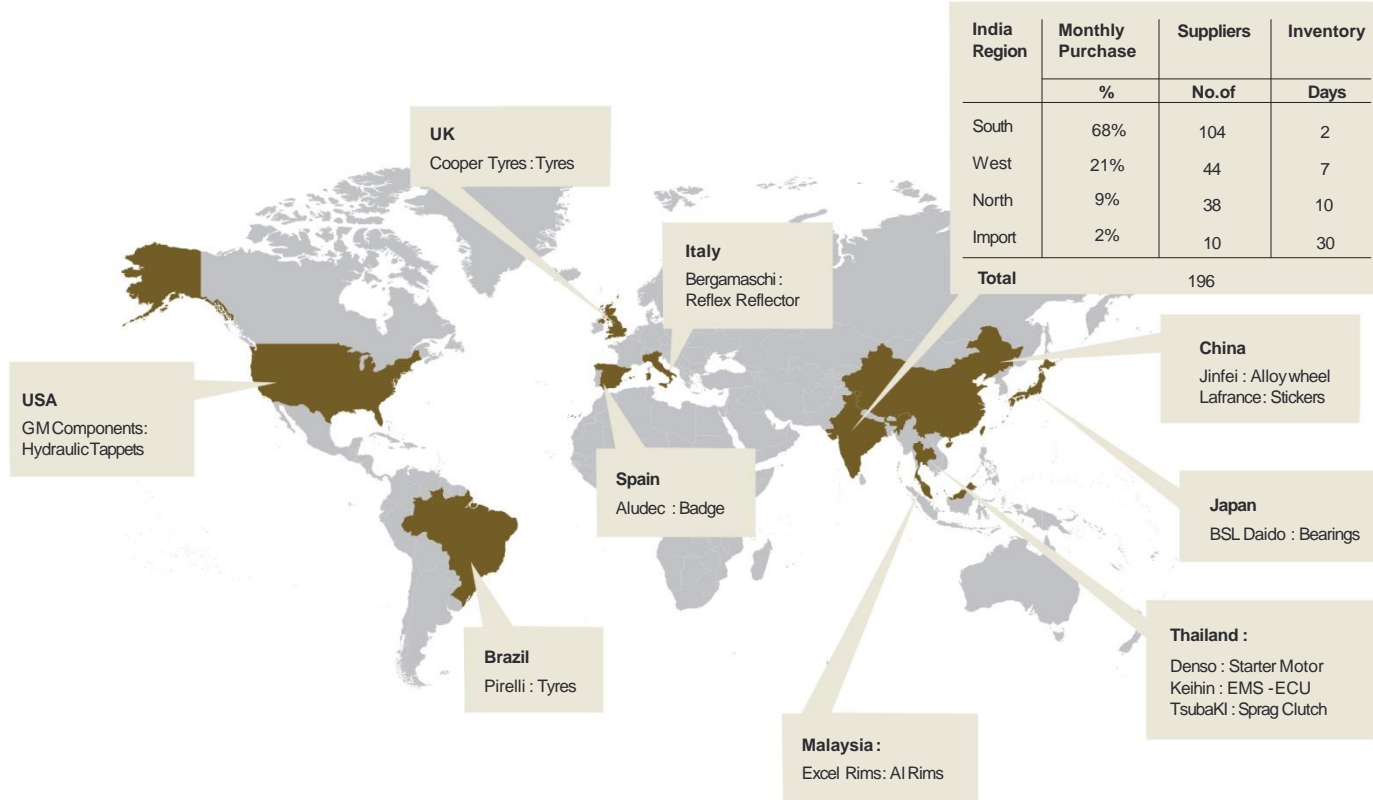 India Region Monthly Purchase Suppliers Inventory
% No.of Days
South 68% 104 2
West 21% 44 7
North 9% 38 10
Import 2% 10 30
Total 196
UK
Cooper Tyres : Tyres
Italy
Bergamaschi :
Reflex Reflector
China
Jinfei : Alloy wheel
Lafrance : Stickers
USA
GM Components:
Hydraulic Tappets
Spain
Aludec : Badge
Japan
BSL Daido : Bearings
Brazil
Pirelli : Tyres
Thailand :
Denso : Starter Motor
Keihin : EMS -ECU
TsubaKI : Sprag Clutch
Malaysia :
Excel Rims: Al Rims